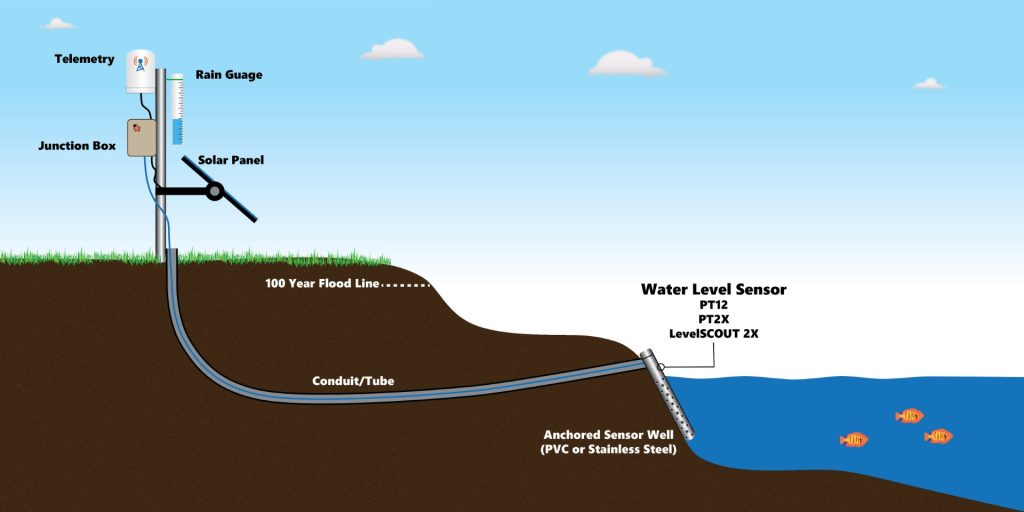 Telemetry
Rain Guage
Junction Box
Solar Panel
100 Year Flood Line
Water Level Sensor
PT12
PT2X
LevelSCOUT 2X
Conduit/Tube
Anchored Sensor Well
(PVC or Stainless Steel)